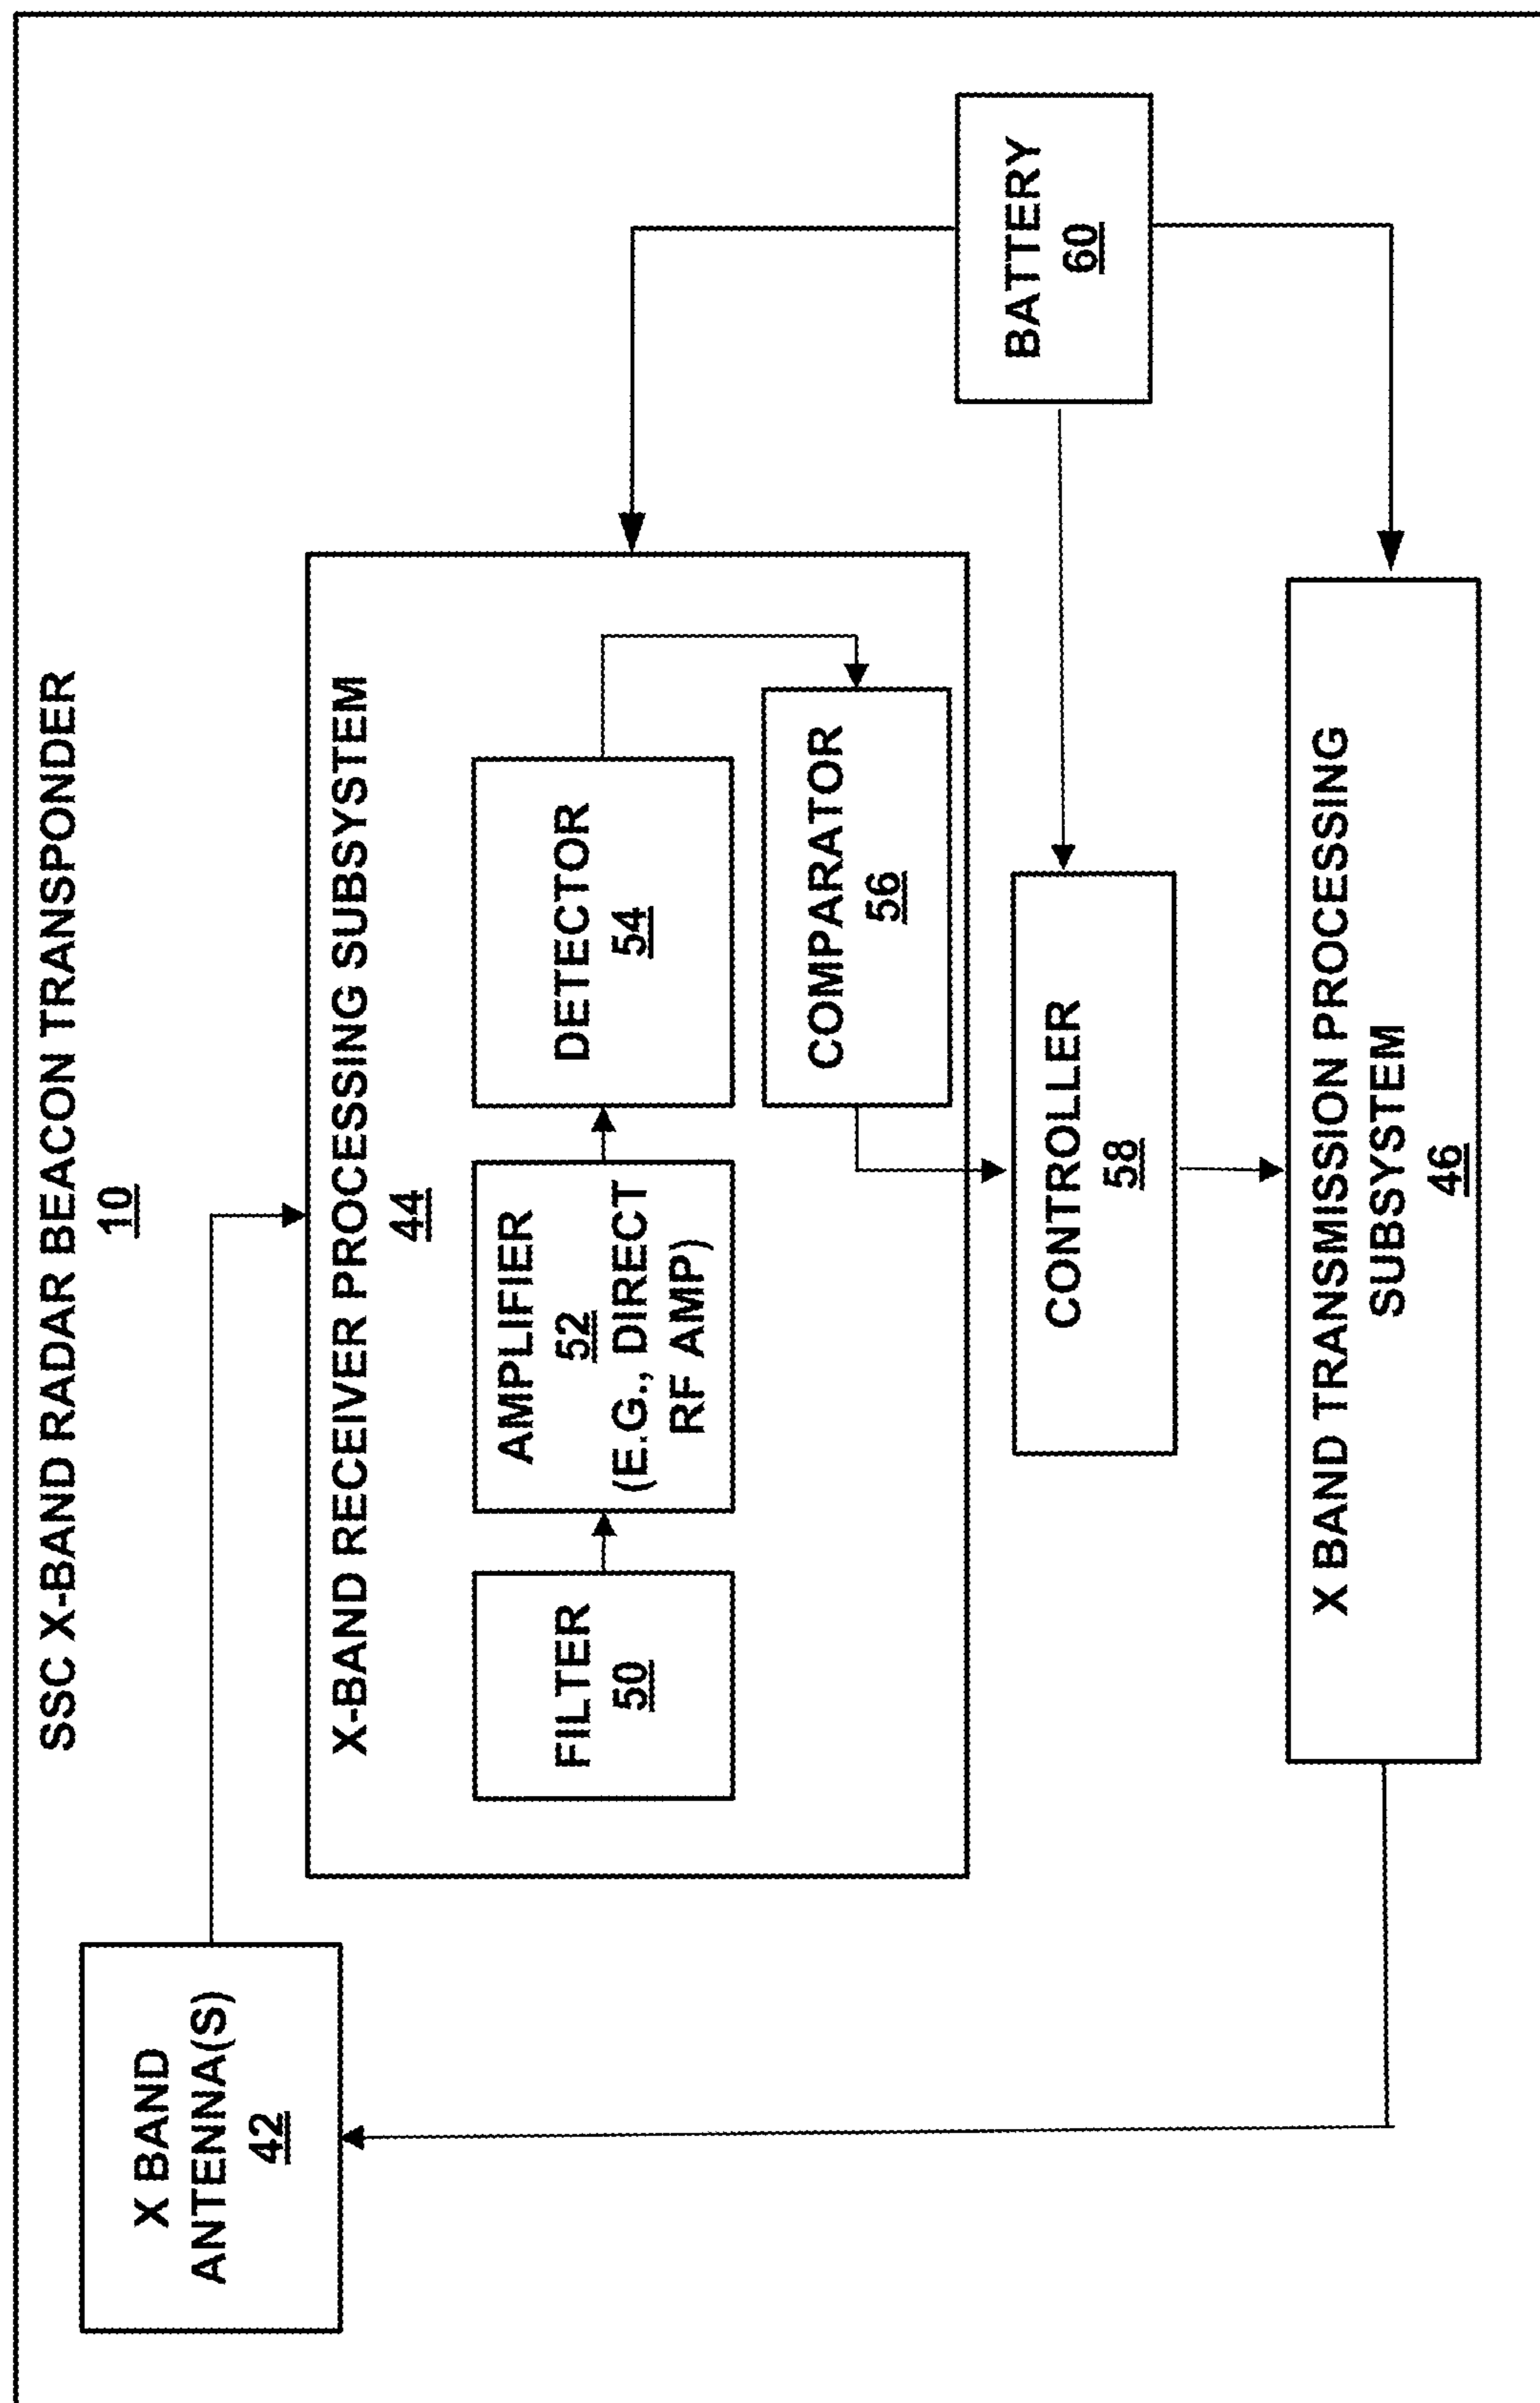 SSC X-BAND RADAR BEACON TRANSPONDER
10
X BAND
ANTENNA(S)
42
X-BAND RECEIVER PROCESSING SUBSYSTEM
44
FILTER
50
AMPLIFIER
52
(E.G., DIRECT
RF AMP)
DETECTOR
54
COMPARATOR
56
CONTROLLER
58
BATTERY
60
X BAND TRANSMISSION PROCESSING
SUBSYSTEM
46